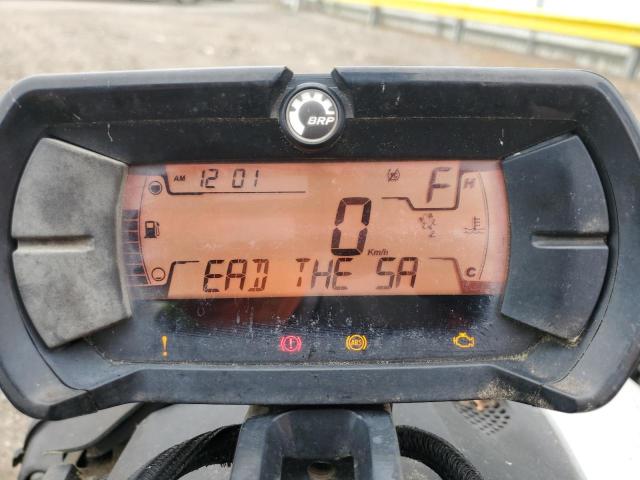 BRP
AM 12 01
F H
0 Km/h
EAD THE SA C
! (!) (ABS)